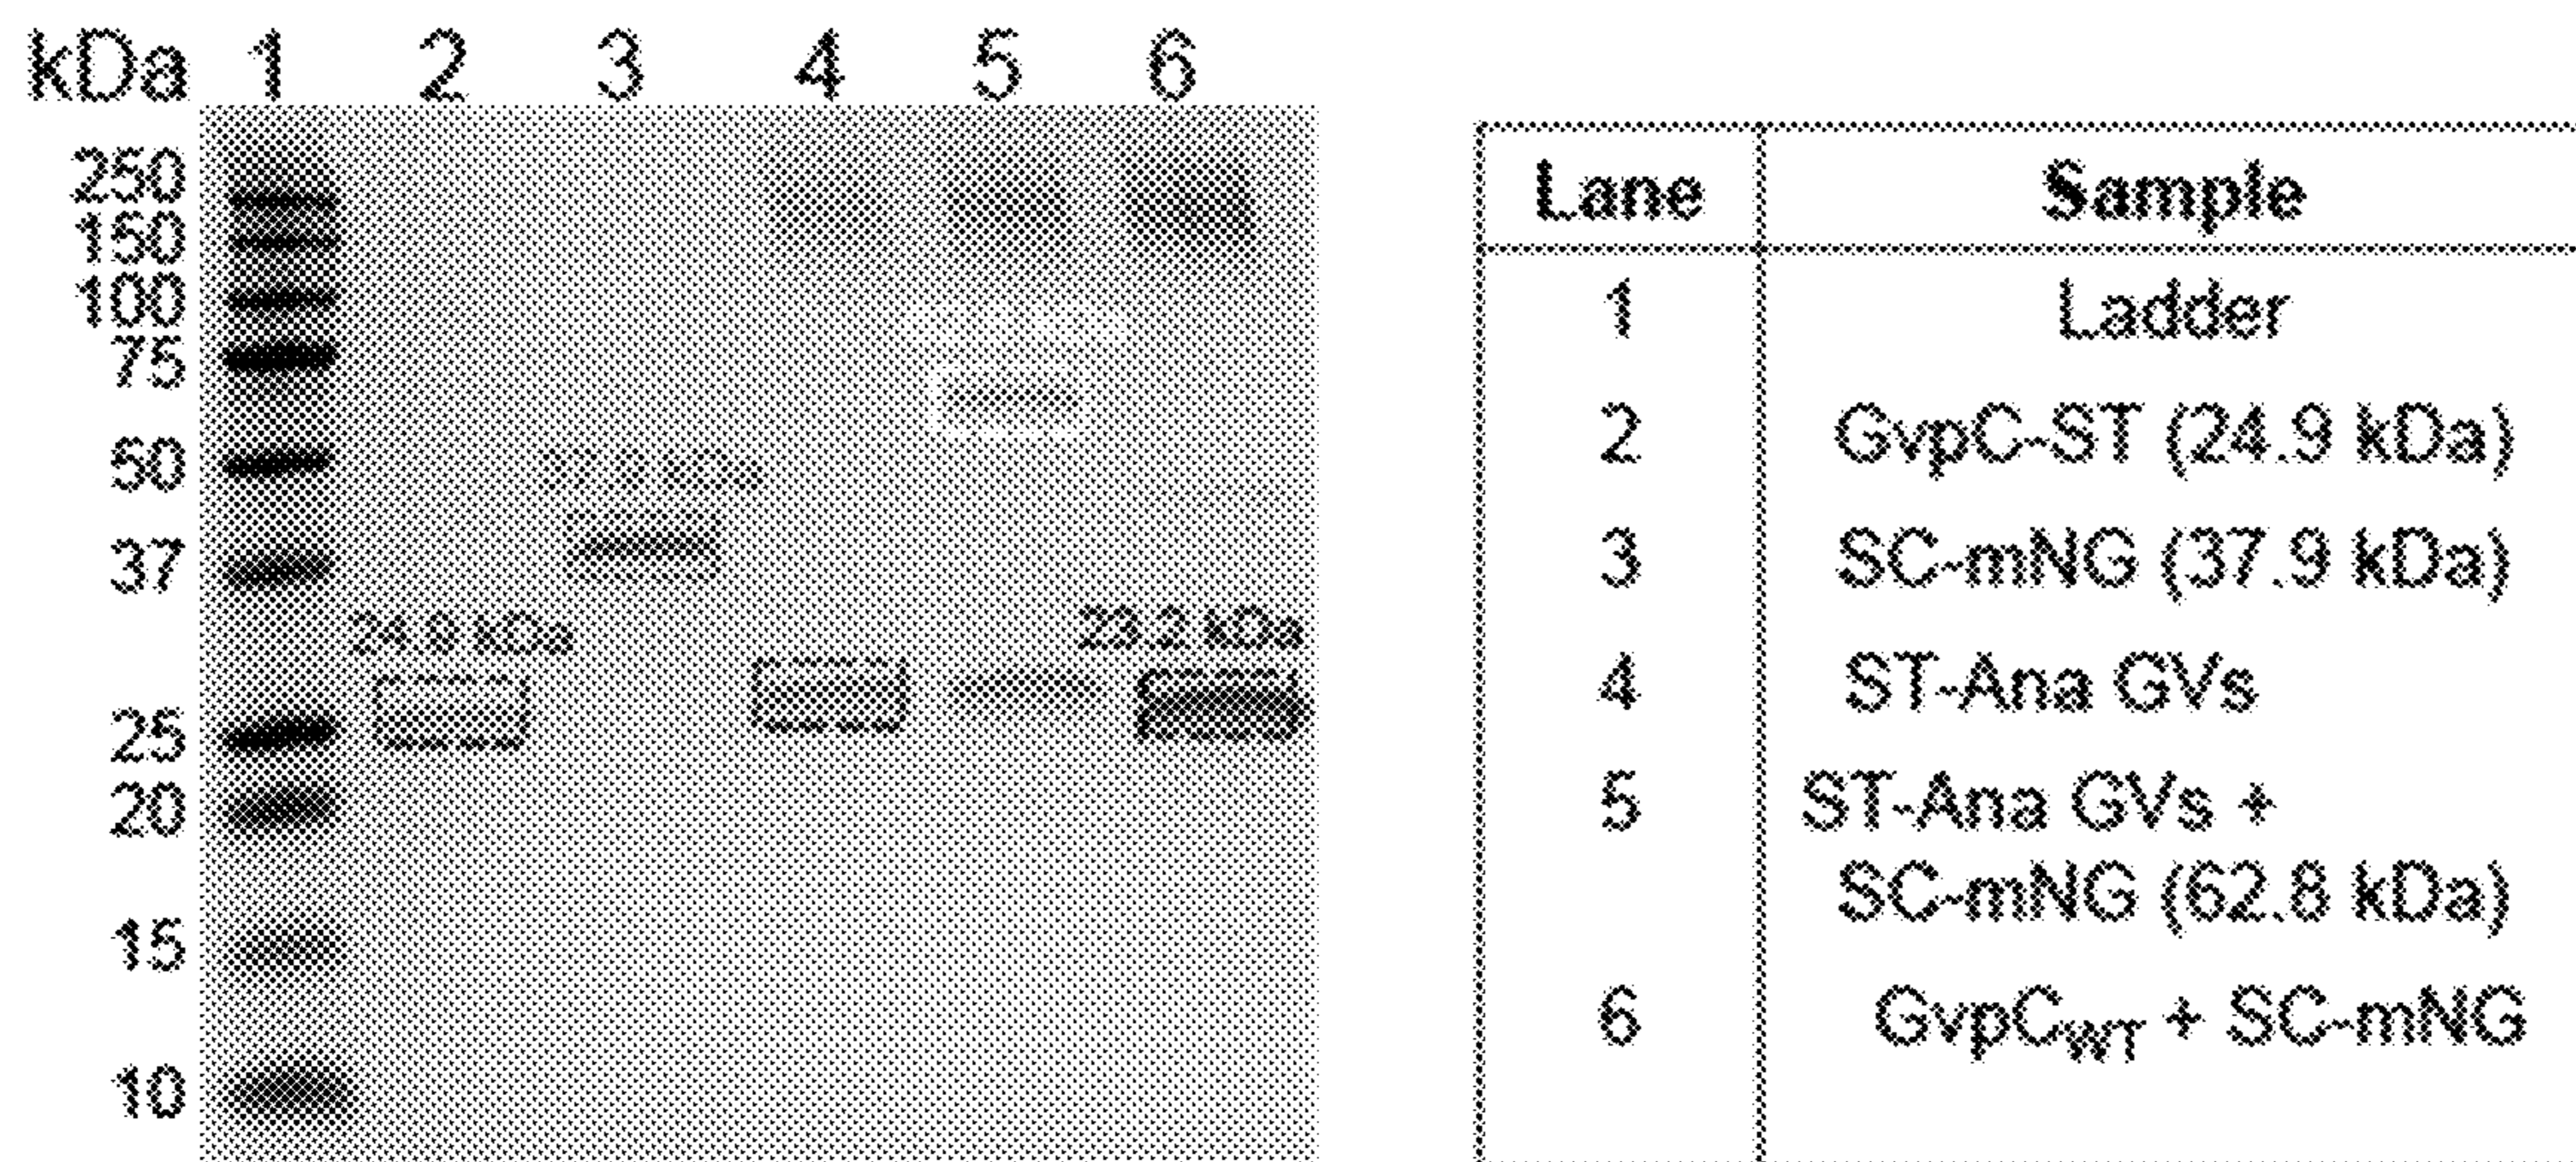 kDa 1 2 3 4 5 6
250
150
100
75
50
37
25
20
15
10
24.9 kDa
23.2 kDa
Lane Sample
1 Ladder
2 GvpC-ST (24.9 kDa)
3 SC-mNG (37.9 kDa)
4 ST-Ana GVs
5 ST-Ana GVs +
SC-mNG (62.8 kDa)
6 GvpCWT + SC-mNG